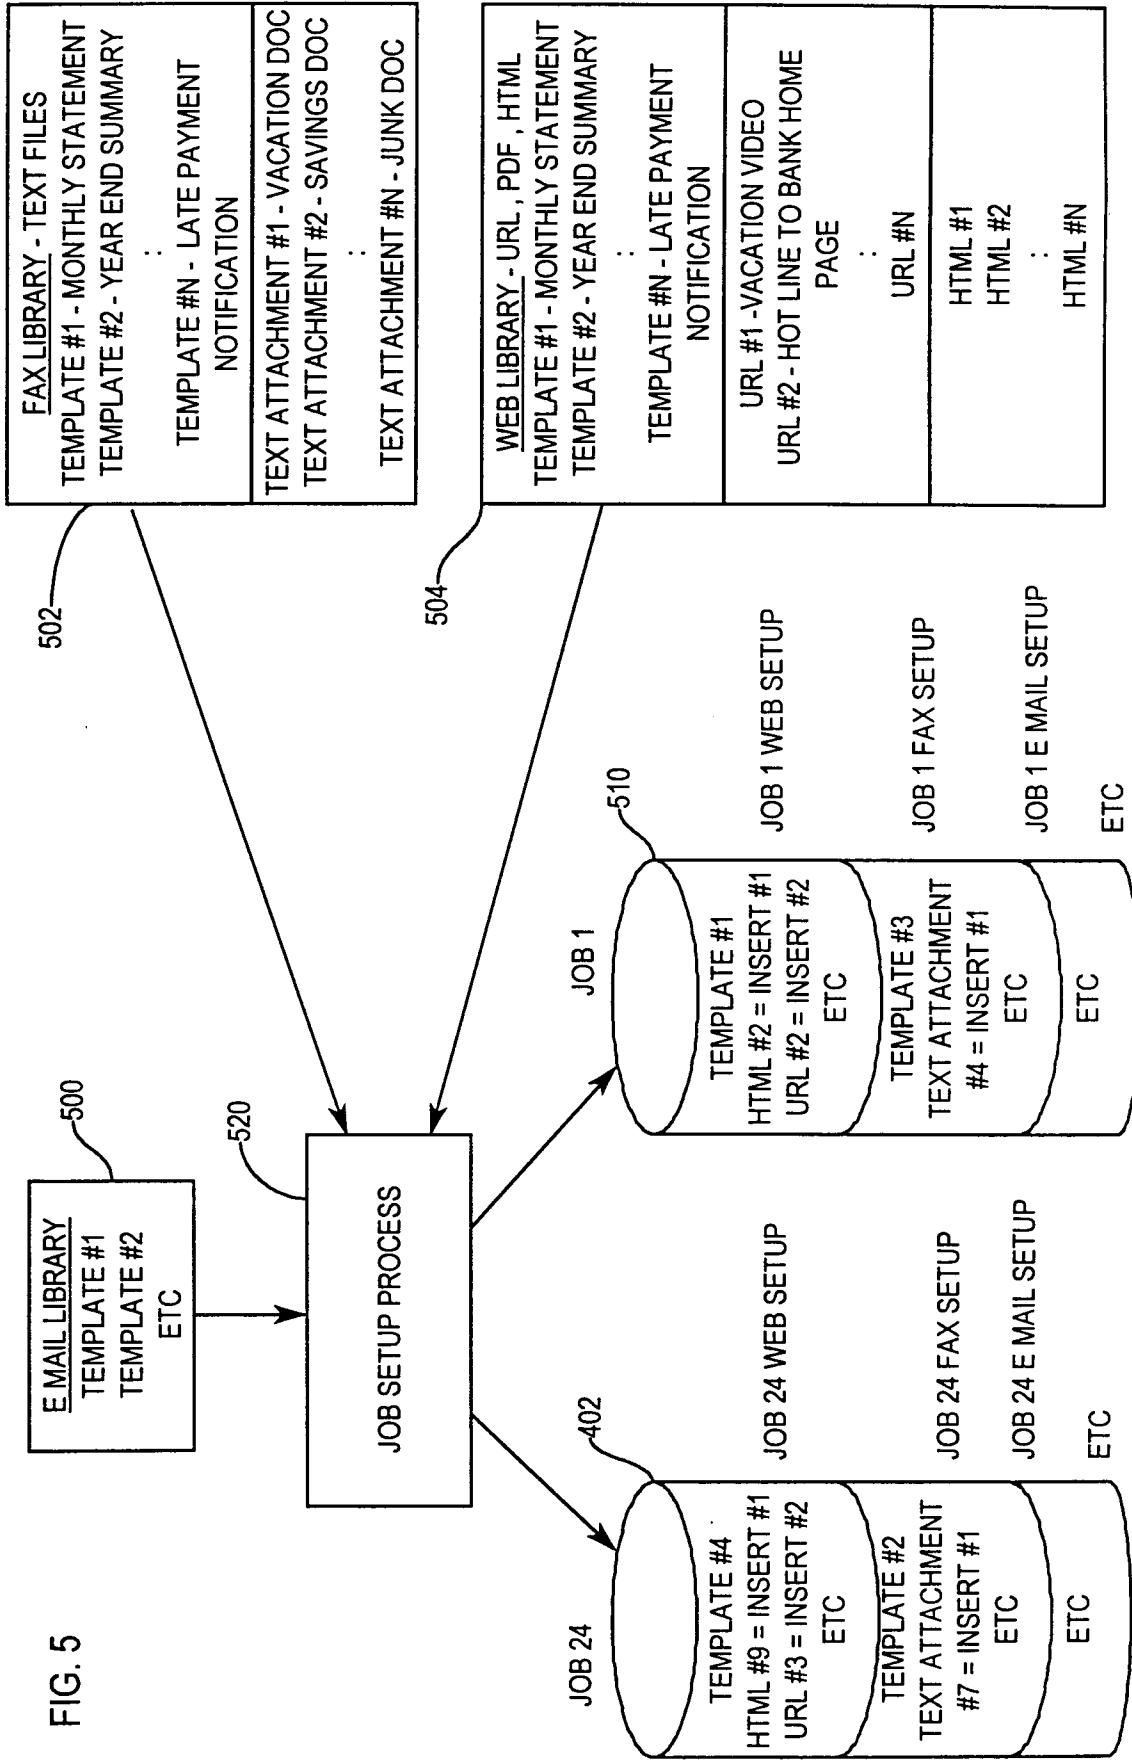 FIG. 5
E MAIL LIBRARY
TEMPLATE #1
TEMPLATE #2
ETC
500
520
JOB SETUP PROCESS
502
FAX LIBRARY - TEXT FILES
TEMPLATE #1 - MONTHLY STATEMENT
TEMPLATE #2 - YEAR END SUMMARY
:
TEMPLATE #N - LATE PAYMENT
NOTIFICATION
TEXT ATTACHMENT #1 - VACATION DOC
TEXT ATTACHMENT #2 - SAVINGS DOC
:
TEXT ATTACHMENT #N - JUNK DOC
504
WEB LIBRARY - URL, PDF , HTML
TEMPLATE #1 - MONTHLY STATEMENT
TEMPLATE #2 - YEAR END SUMMARY
:
TEMPLATE #N - LATE PAYMENT
NOTIFICATION
URL #1 -VACATION VIDEO
URL #2 - HOT LINE TO BANK HOME
PAGE
:
URL #N
HTML #1
HTML #2
:
HTML #N
JOB 24
402
TEMPLATE #4
HTML #9 = INSERT #1
URL #3 = INSERT #2
ETC
JOB 24 WEB SETUP
TEMPLATE #2
TEXT ATTACHMENT
#7 = INSERT #1
ETC
JOB 24 FAX SETUP
JOB 24 E MAIL SETUP
ETC
ETC
JOB 1
510
TEMPLATE #1
HTML #2 = INSERT #1
URL #2 = INSERT #2
ETC
JOB 1 WEB SETUP
TEMPLATE #3
TEXT ATTACHMENT
#4 = INSERT #1
ETC
JOB 1 FAX SETUP
JOB 1 E MAIL SETUP
ETC
ETC